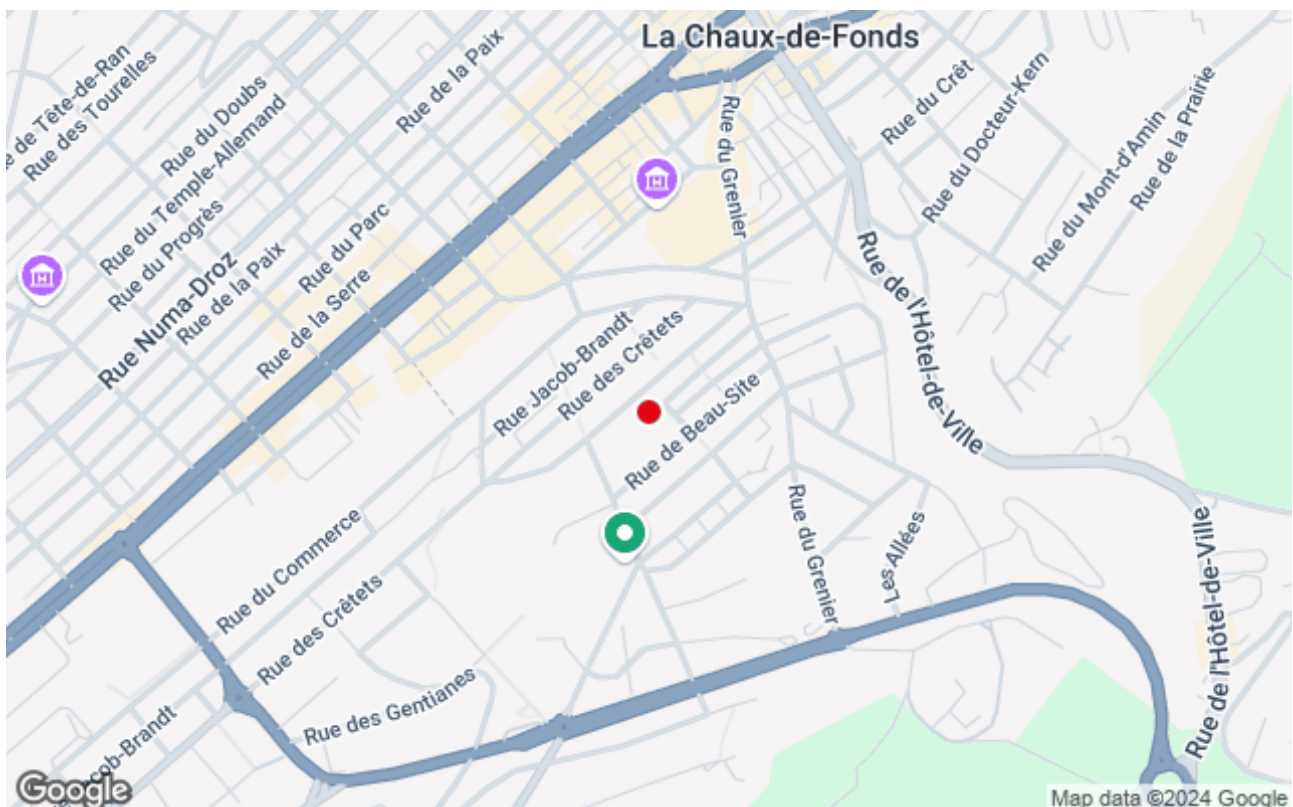 La Chaux-de-Fonds
Rue de la Paix
Rue du Crêt
Rue du Docteur-Kern
Rue de la Prairie
Rue du Mont-d'Amin
e de Tête-de-Ran
Rue des Tourelles
Rue du Doubs
Rue du Temple-Allemand
Rue du Progrès
Rue du Parc
Rue du Grenier
Rue Numa-Droz
Rue de la Paix
Rue de la Serre
Rue de l'Hôtel-de-Ville
Rue Jacob-Brandt
Rue des Crêtets
Rue de Beau-Site
Rue du Commerce
Rue du Grenier
Les Allées
Rue de l'Hôtel-de-Ville
Rue des Crêtets
Rue des Gentianes
Jacob-Brandt
Google
Map data ©2024 Google